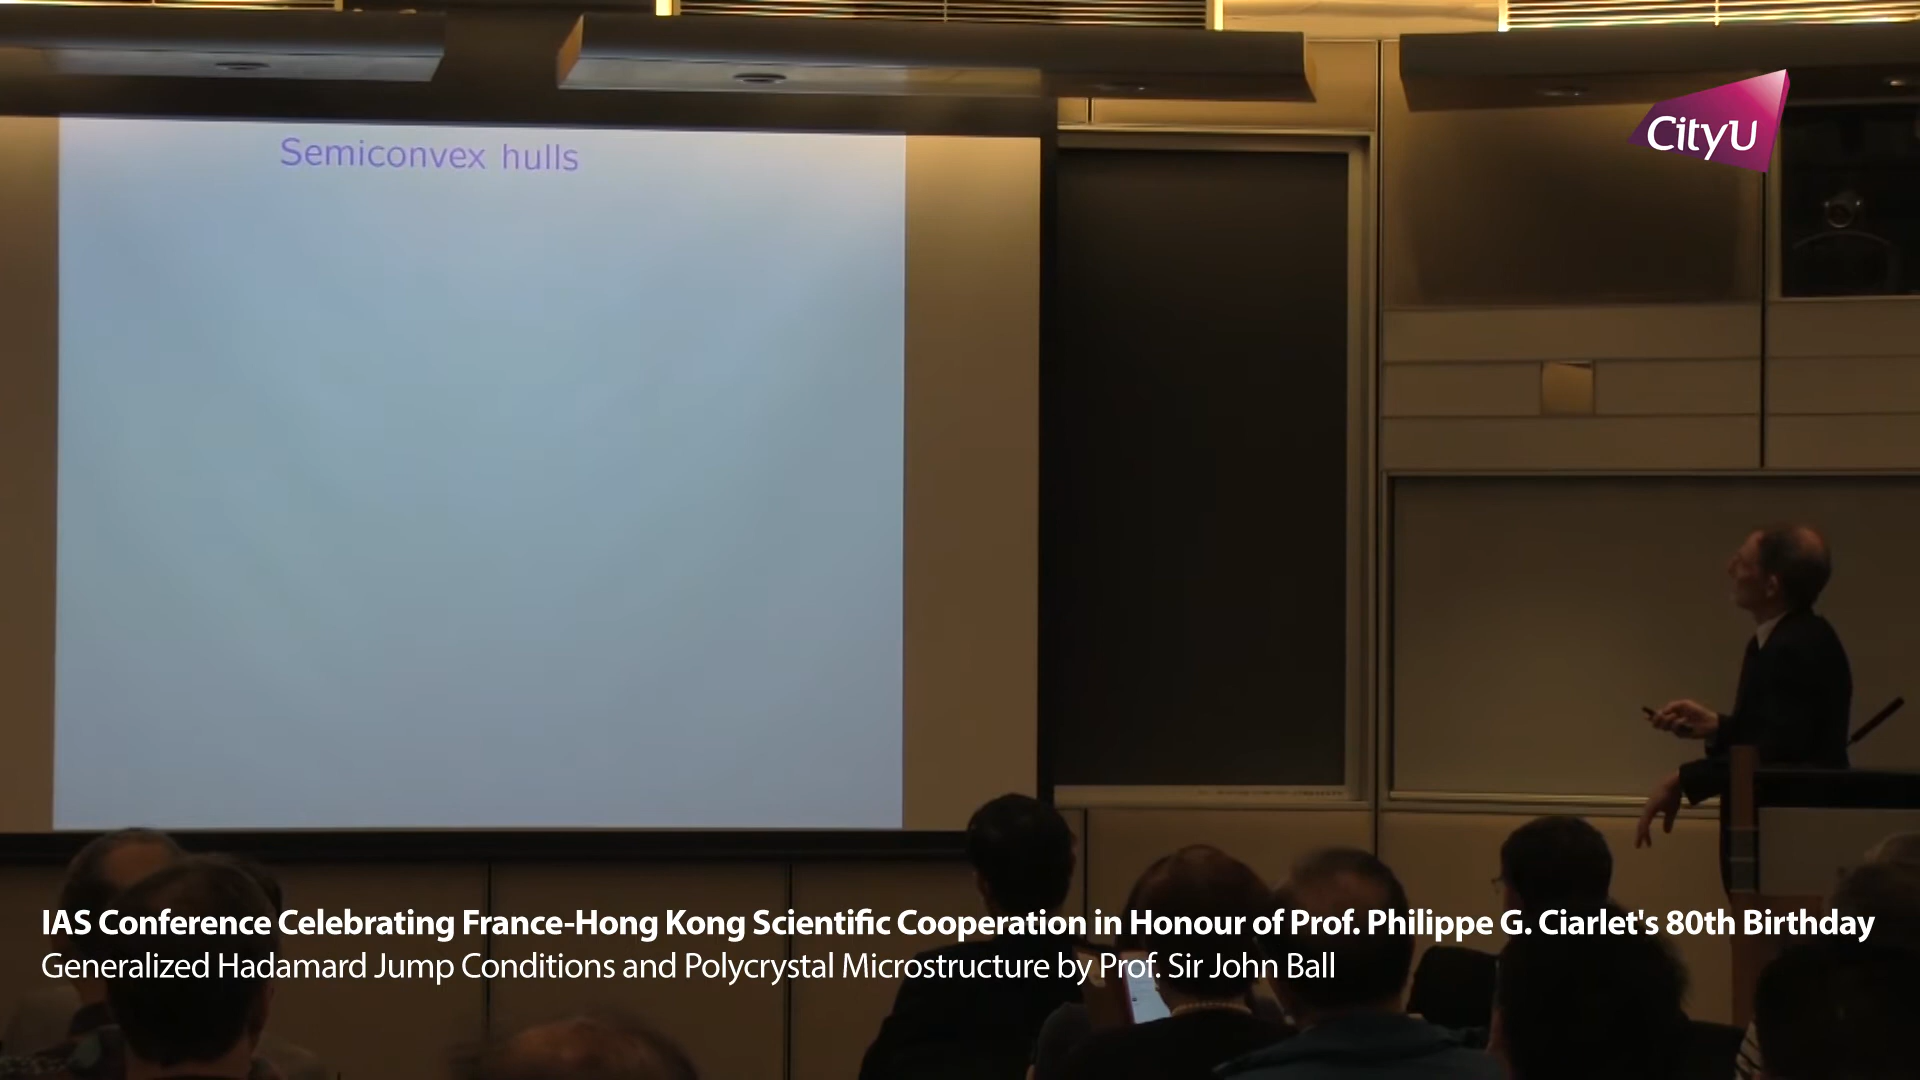 Semiconvex hulls
CityU
IAS Conference Celebrating France-Hong Kong Scientific Cooperation in Honour of Prof. Philippe G. Ciarlet's 80th Birthday
Generalized Hadamard Jump Conditions and Polycrystal Microstructure by Prof. Sir John Ball